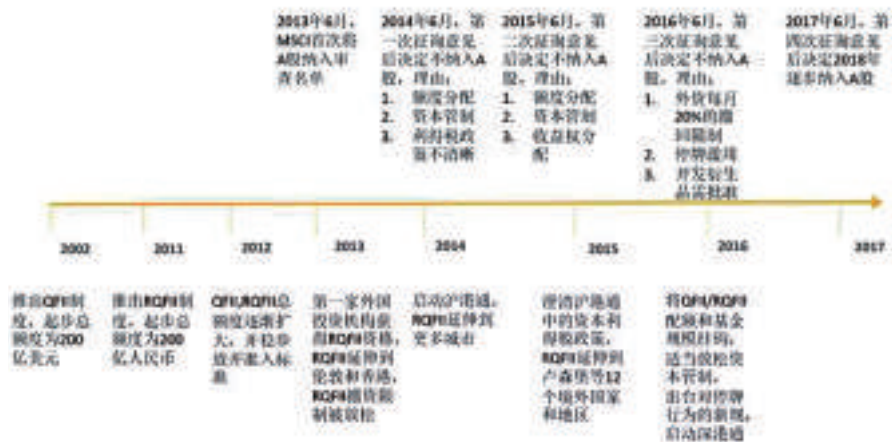 2013年6月,
MSCI首次将
A股纳入审
查名单
2014年6月,第
一次征询意见
后决定不纳入A
股,理由:
1. 额度分配
2. 资本管制
3. 利得税政
策不清晰
2015年6月,第
二次征询意见
后决定不纳入A
股,理由:
1. 额度分配
2. 资本管制
3. 收益权分
配
2016年6月,第
三次征询意见
后决定不纳入A
股,理由:
1. 外资每月
20%的撤
回限制
2. 停牌滥用
3. 开发衍生
品需批准
2017年6月,第
四次征询意见
后决定2018年
逐步纳入A股
2002
2011
2012
2013
2014
2015
2016
2017
推出QFII制
度,起步总
额度为200
亿美元
推出RQFII制
度,起步总
额度为200
亿人民币
QFII/RQFII总
额度逐渐扩
大,并稳步
放开准入标
准
第一家外国
投资机构获
得RQFII资格,
RQFII延伸到
伦敦和香港,
RQFII撤资限
制被放松
启动沪港通,
RQFII延伸到
更多城市
澄清沪港通
中的资本利
得税政策,
RQFII延伸到
卢森堡等12
个境外国家
和地区
将QFII/RQFII
配额和基金
规模挂钩,
适当放松资
本管制,
出台对停牌
行为的新规,
启动深港通